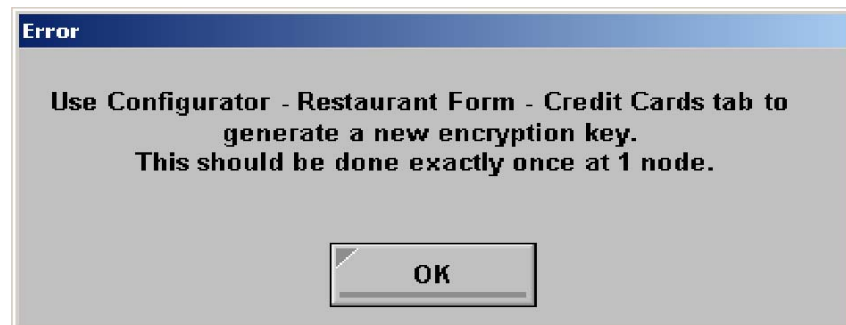 Error
Use Configurator - Restaurant Form - Credit Cards tab to
generate a new encryption key.
This should be done exactly once at 1 node.
OK